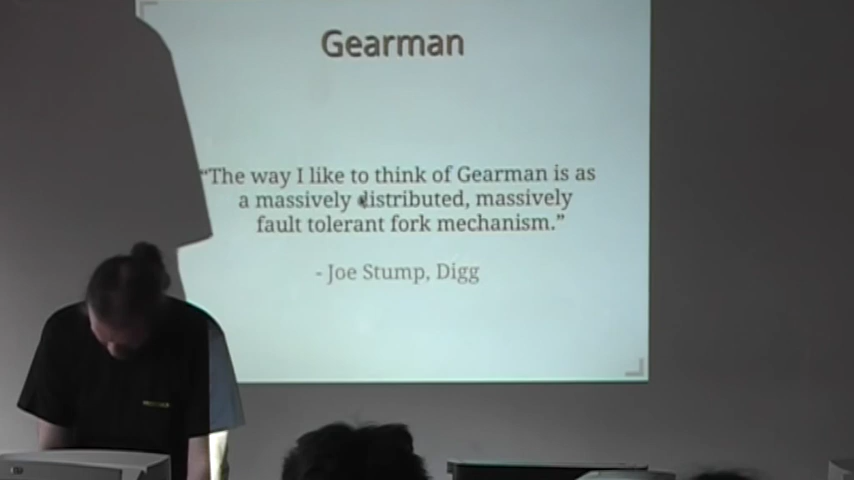 Gearman
“The way I like to think of Gearman is as
a massively distributed, massively
fault tolerant fork mechanism.”
- Joe Stump, Digg